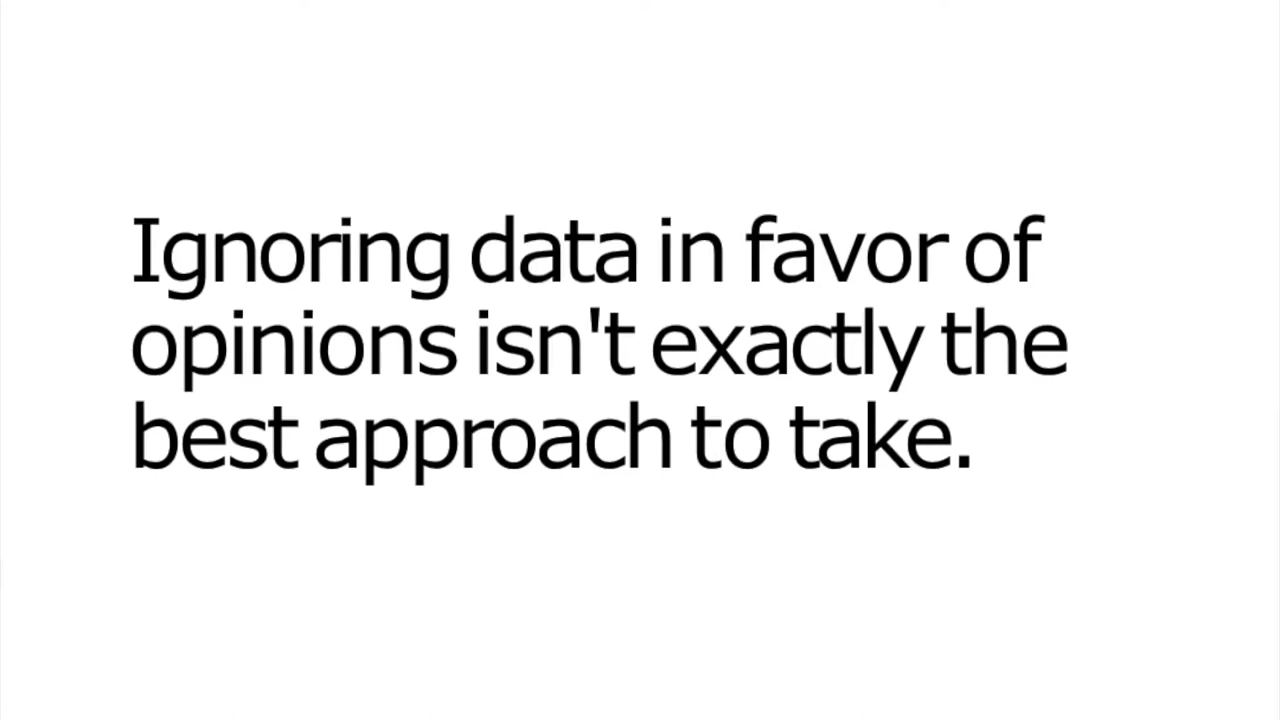 Ignoring data in favor of
opinions isn't exactly the
best approach to take.